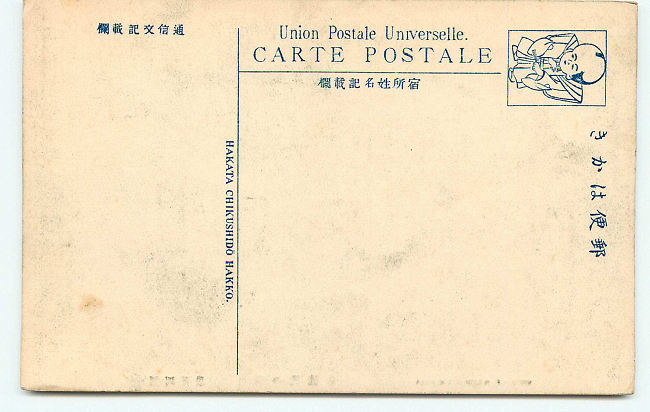 通信文記載欄
Union Postale Universelle.
CARTE POSTALE
宿所姓名記載欄
郵便はかき
HAKATA CHIKUSHIDŌ HAKKO.